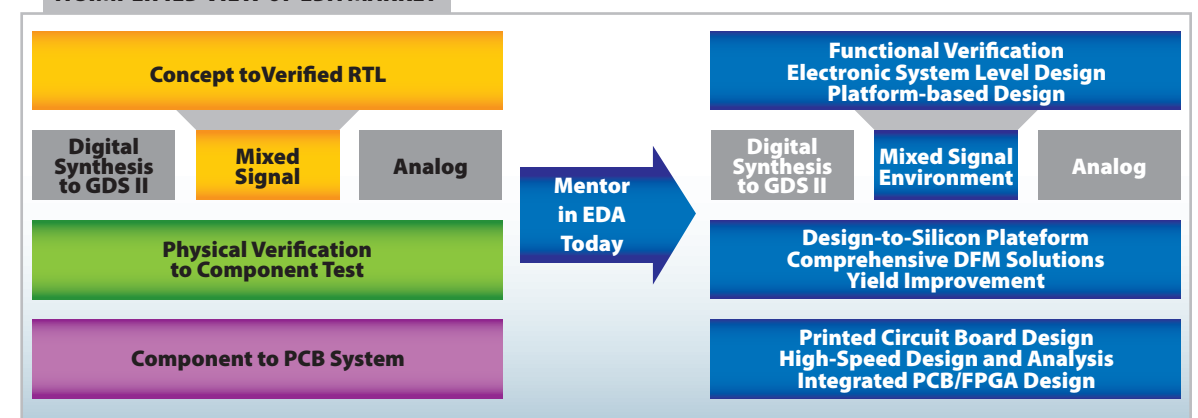 Concept toVerified RTL
Digital
Synthesis
to GDS II
Mixed
Signal
Analog
Physical Verification
to Component Test
Component to PCB System
Mentor
in EDA
Today
Functional Verification
Electronic System Level Design
Platform-based Design
Digital
Synthesis
to GDS II
Mixed Signal
Environment
Analog
Design-to-Silicon Plateform
Comprehensive DFM Solutions
Yield Improvement
Printed Circuit Board Design
High-Speed Design and Analysis
Integrated PCB/FPGA Design